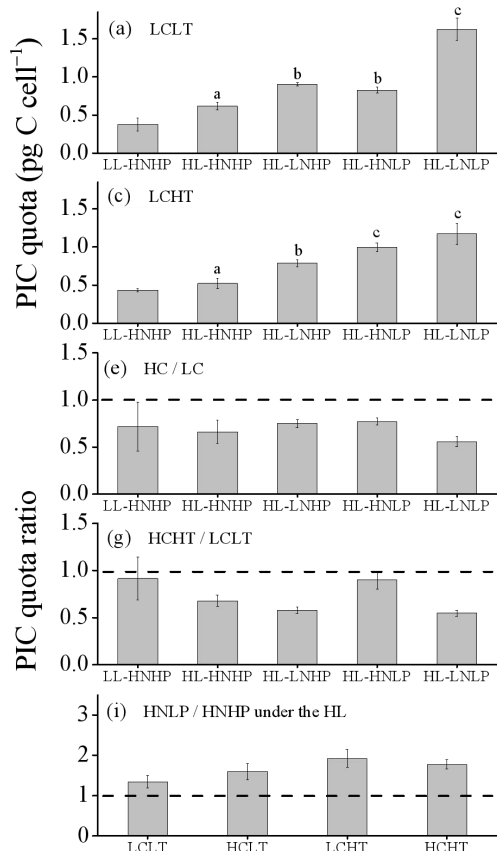 (a) LCLT
PIC quota (pg C cell⁻¹)
1.5
1.0
0.5
0.0
a
b
b
c
LL-HNHP HL-HNHP HL-LNHP HL-HNLP HL-LNLP
(c) LCHT
1.5
1.0
0.5
0.0
a
b
c
c
LL-HNHP HL-HNHP HL-LNHP HL-HNLP HL-LNLP
(e) HC / LC
PIC quota ratio
1.5
1.0
0.5
0.0
LL-HNHP HL-HNHP HL-LNHP HL-HNLP HL-LNLP
(g) HCHT / LCLT
1.5
1.0
0.5
0.0
LL-HNHP HL-HNHP HL-LNHP HL-HNLP HL-LNLP
(i) HNLP / HNHP under the HL
3
2
1
0
LCLT HCLT LCHT HCHT